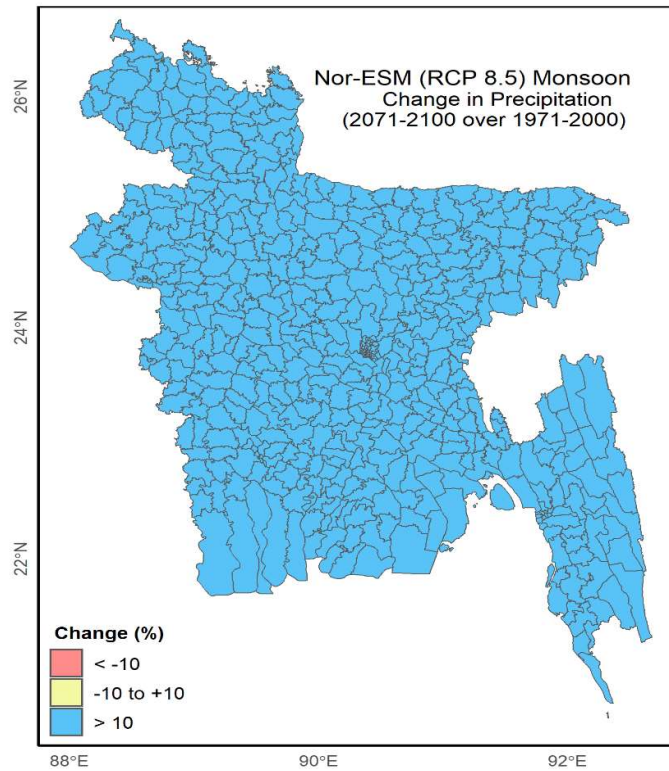 Nor-ESM (RCP 8.5) Monsoon
Change in Precipitation
(2071-2100 over 1971-2000)
26°N
24°N
22°N
Change (%)
< -10
-10 to +10
> 10
88°E
90°E
92°E